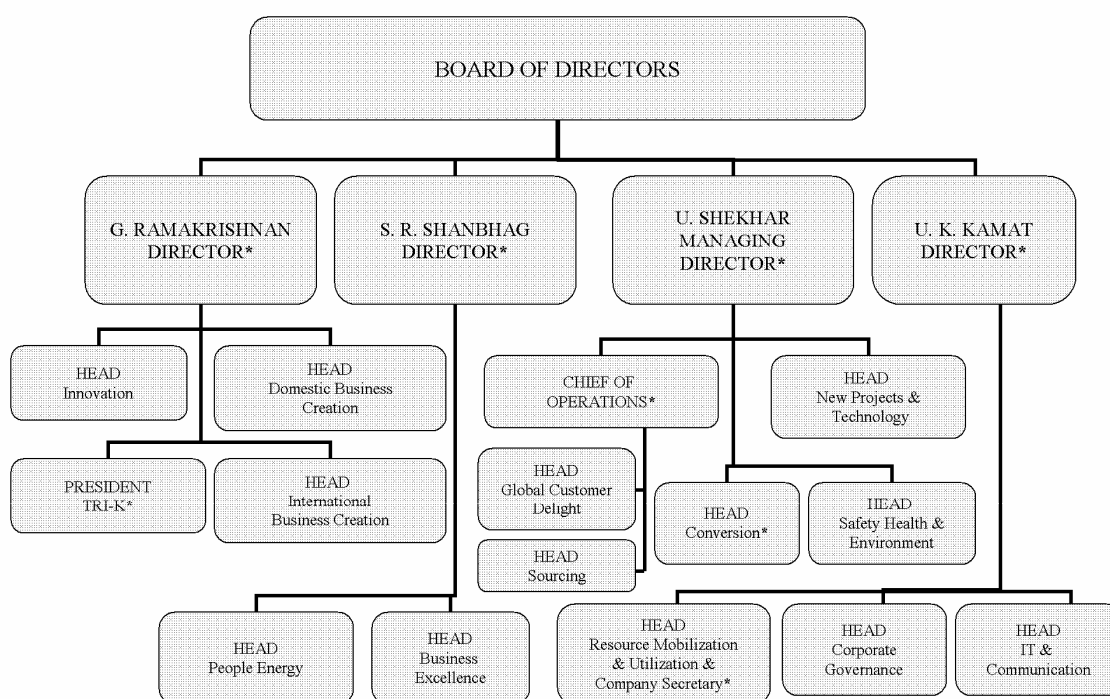 BOARD OF DIRECTORS
G. RAMAKRISHNAN
DIRECTOR*
S. R. SHANBHAG
DIRECTOR*
U. SHEKHAR
MANAGING
DIRECTOR*
U. K. KAMAT
DIRECTOR*
HEAD
Innovation
HEAD
Domestic Business
Creation
PRESIDENT
TRI-K*
HEAD
International
Business Creation
CHIEF OF
OPERATIONS*
HEAD
New Projects &
Technology
HEAD
Global Customer
Delight
HEAD
Sourcing
HEAD
Conversion*
HEAD
Safety Health &
Environment
HEAD
People Energy
HEAD
Business
Excellence
HEAD
Resource Mobilization
& Utilization &
Company Secretary*
HEAD
Corporate
Governance
HEAD
IT &
Communication